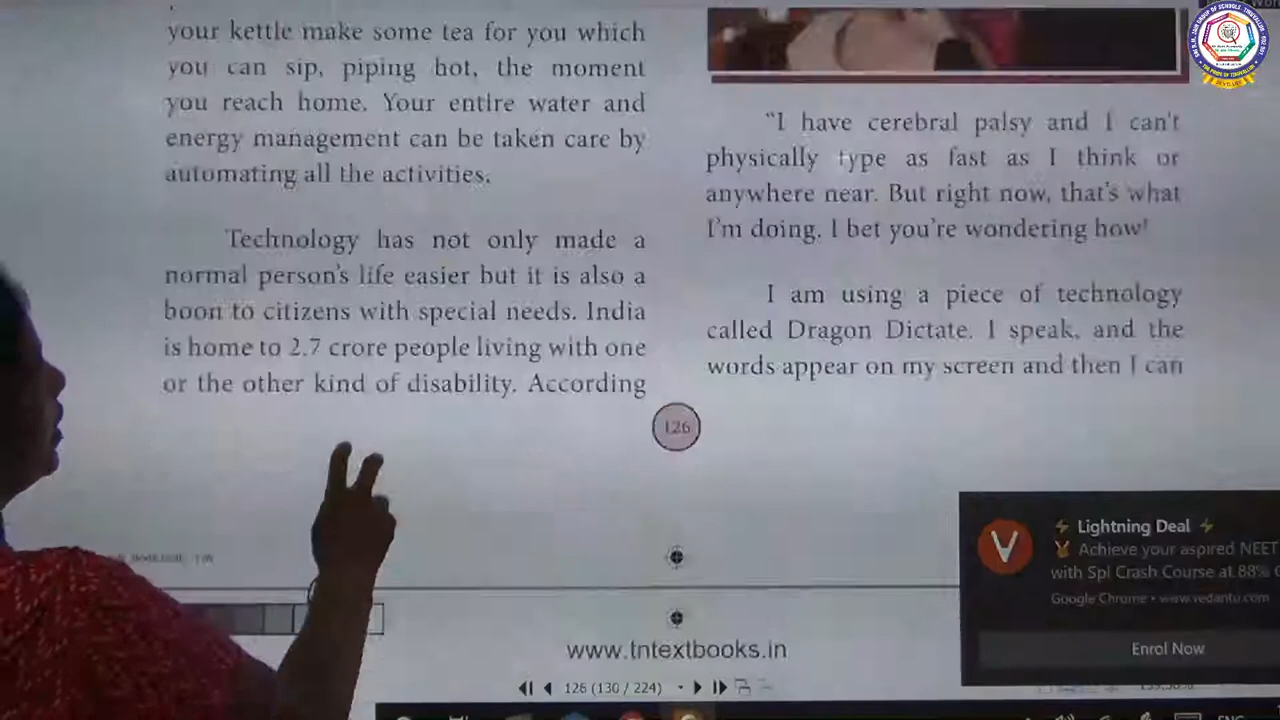 your kettle make some tea for you which
you can sip, piping hot, the moment
you reach home. Your entire water and
energy management can be taken care by
automating all the activities.
Technology has not only made a
normal person's life easier but it is also a
boon to citizens with special needs. India
is home to 2.7 crore people living with one
or the other kind of disability. According
"I have cerebral palsy and I can't
physically type as fast as I think or
anywhere near. But right now, that's what
I'm doing. I bet you're wondering how!
I am using a piece of technology
called Dragon Dictate. I speak, and the
words appear on my screen and then I can
126
⚡ Lightning Deal ⚡
Achieve your aspired NEET
with Spl Crash Course at 88%
Google Chrome • www.vedantu.com
Enrol Now
www.tntextbooks.in
126 (130 / 224)